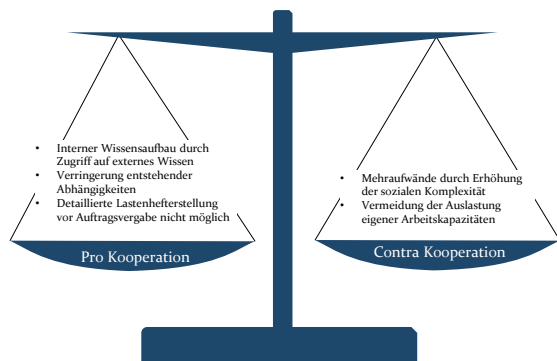 • Interner Wissensaufbau durch
Zugriff auf externes Wissen
• Verringerung entstehender
Abhängigkeiten
• Detaillierte Lastenhefterstellung
vor Auftragsvergabe nicht möglich
Pro Kooperation
• Mehraufwände durch Erhöhung
der sozialen Komplexität
• Vermeidung der Auslastung
eigener Arbeitskapazitäten
Contra Kooperation